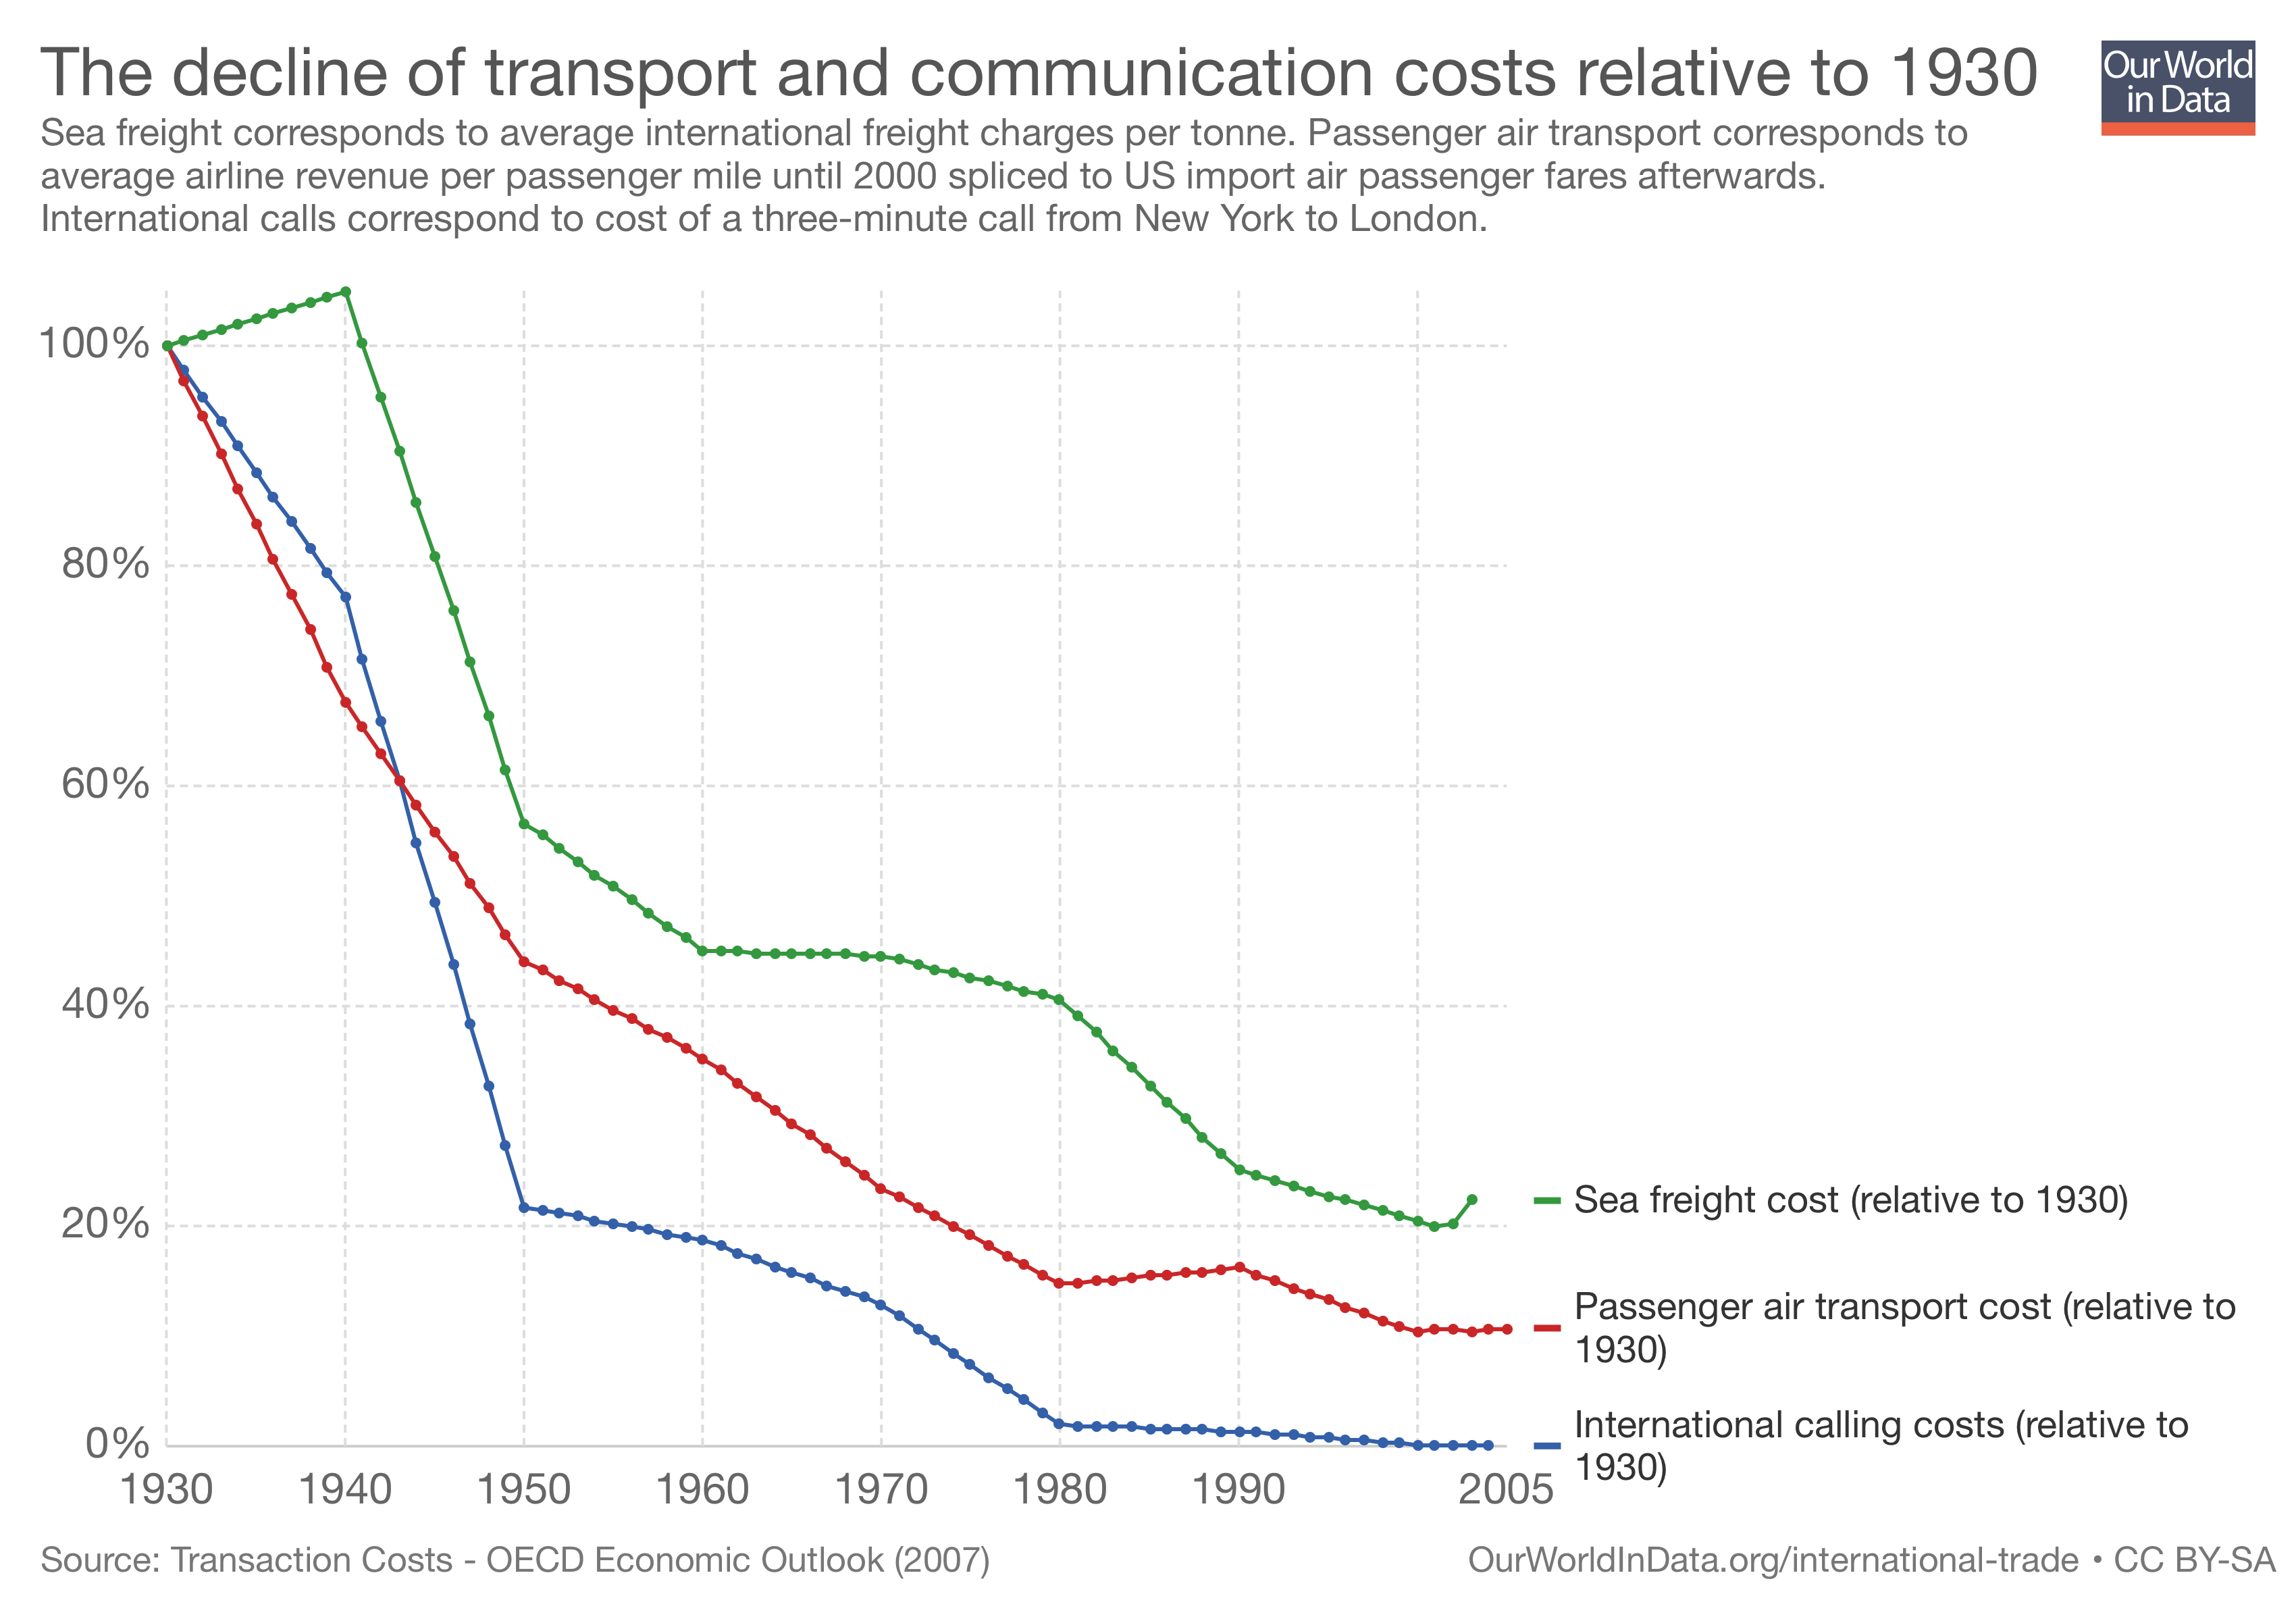 The decline of transport and communication costs relative to 1930
Our World
in Data
Sea freight corresponds to average international freight charges per tonne. Passenger air transport corresponds to
average airline revenue per passenger mile until 2000 spliced to US import air passenger fares afterwards.
International calls correspond to cost of a three-minute call from New York to London.
100%
80%
60%
40%
20%
0%
1930 1940 1950 1960 1970 1980 1990 2005
Sea freight cost (relative to 1930)
Passenger air transport cost (relative to
1930)
International calling costs (relative to
1930)
Source: Transaction Costs - OECD Economic Outlook (2007)
OurWorldInData.org/international-trade • CC BY-SA